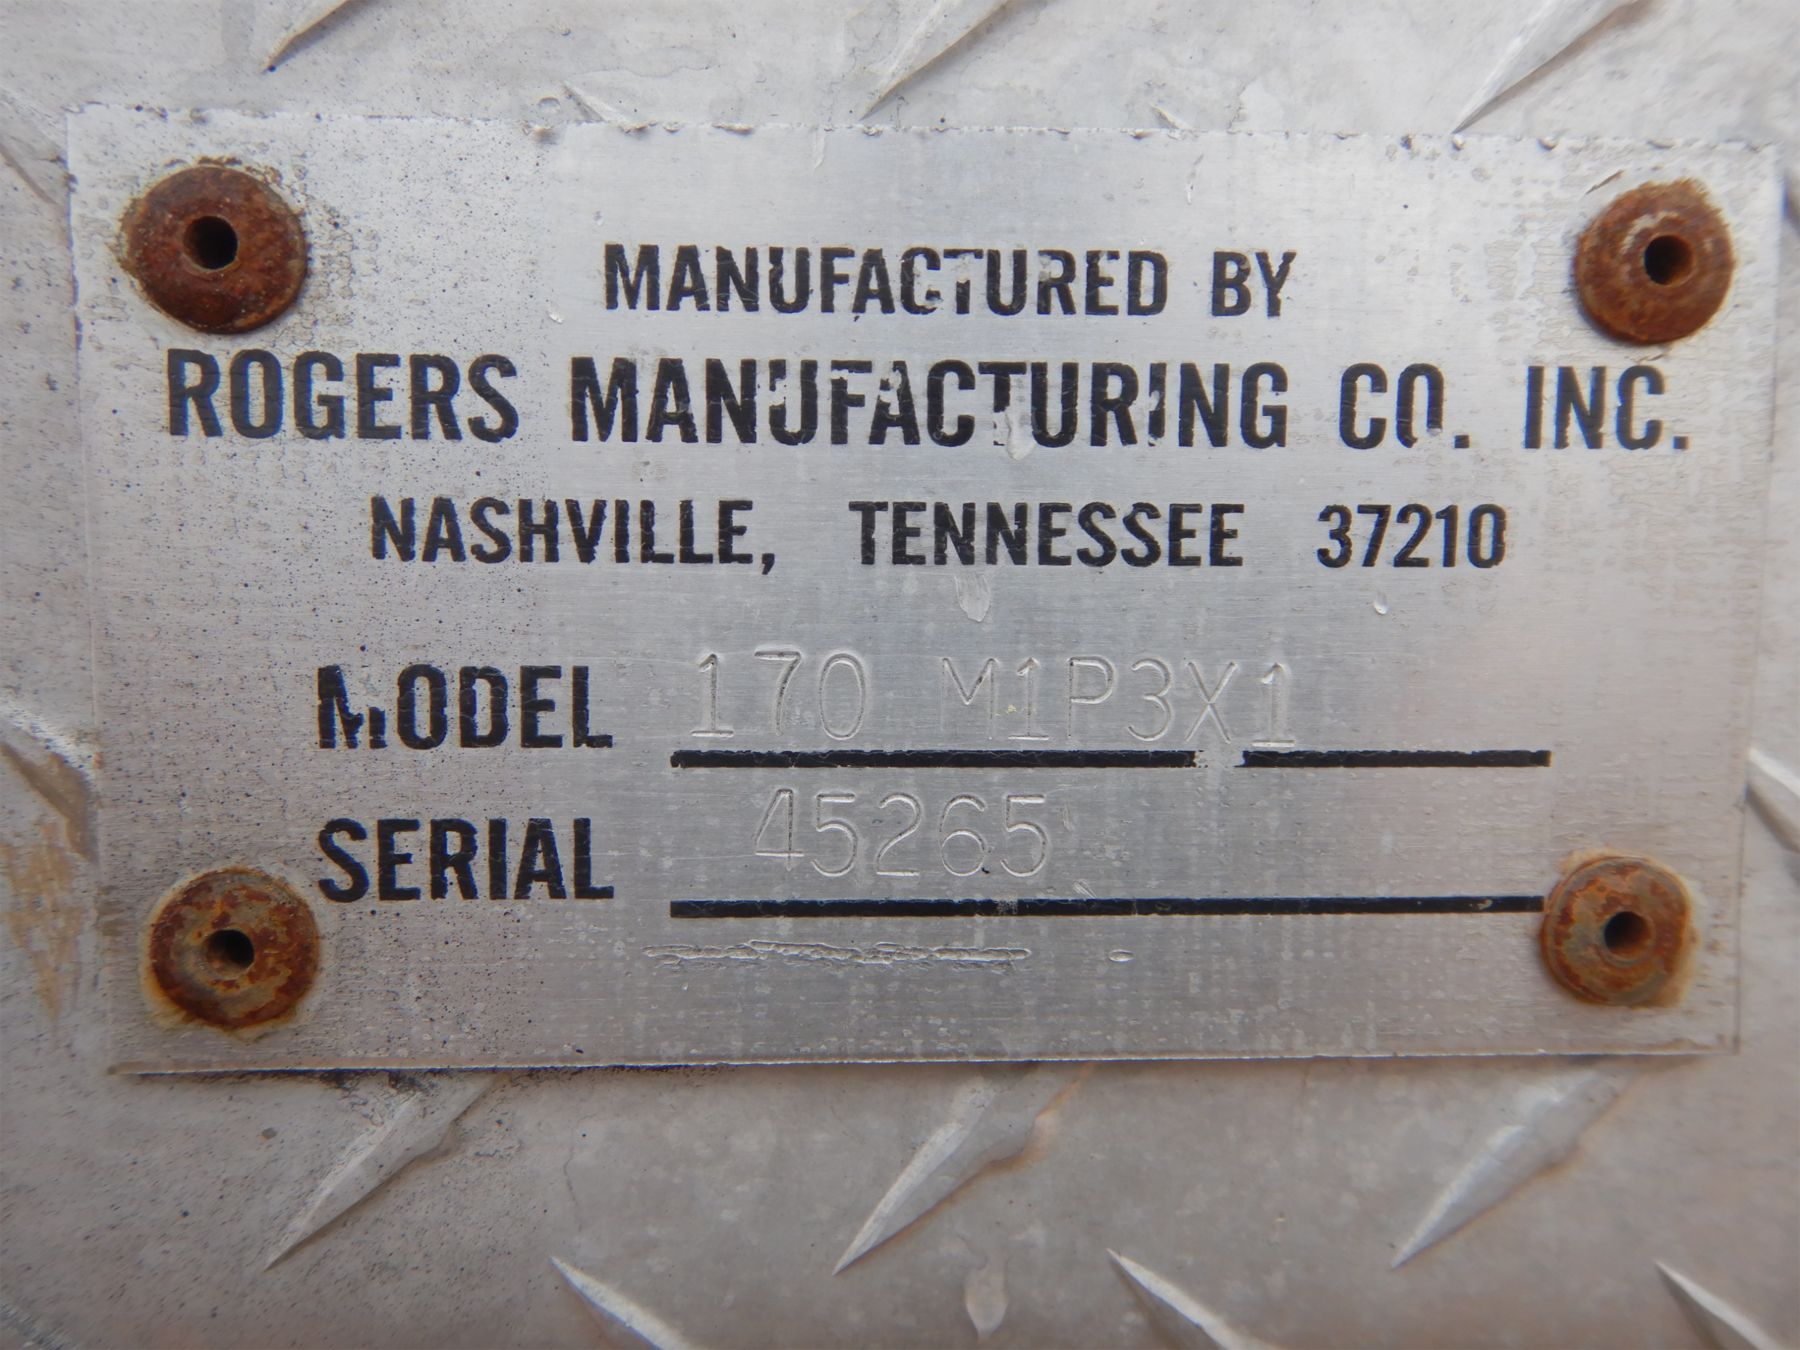 MANUFACTURED BY
ROGERS MANUFACTURING CO. INC.
NASHVILLE, TENNESSEE 37210
MODEL 170 M1P3X1
SERIAL 45265